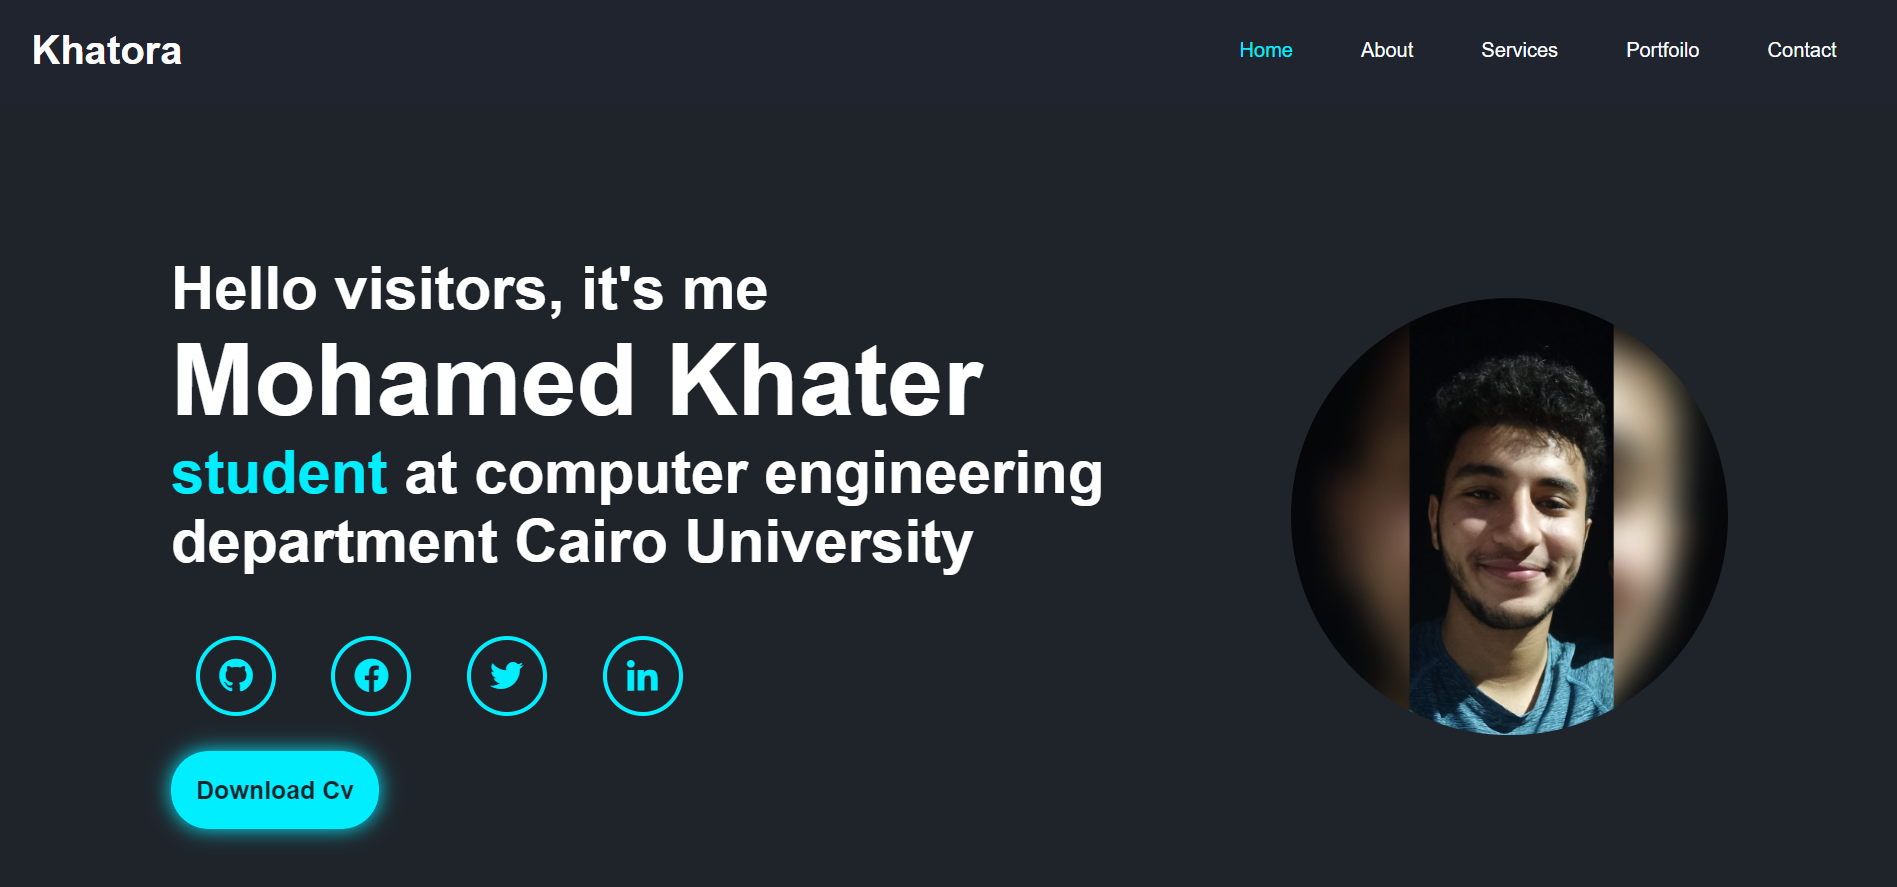 Khatora
Home
About
Services
Portfoilo
Contact
Hello visitors, it's me
Mohamed Khater
student at computer engineering
department Cairo University
Download Cv